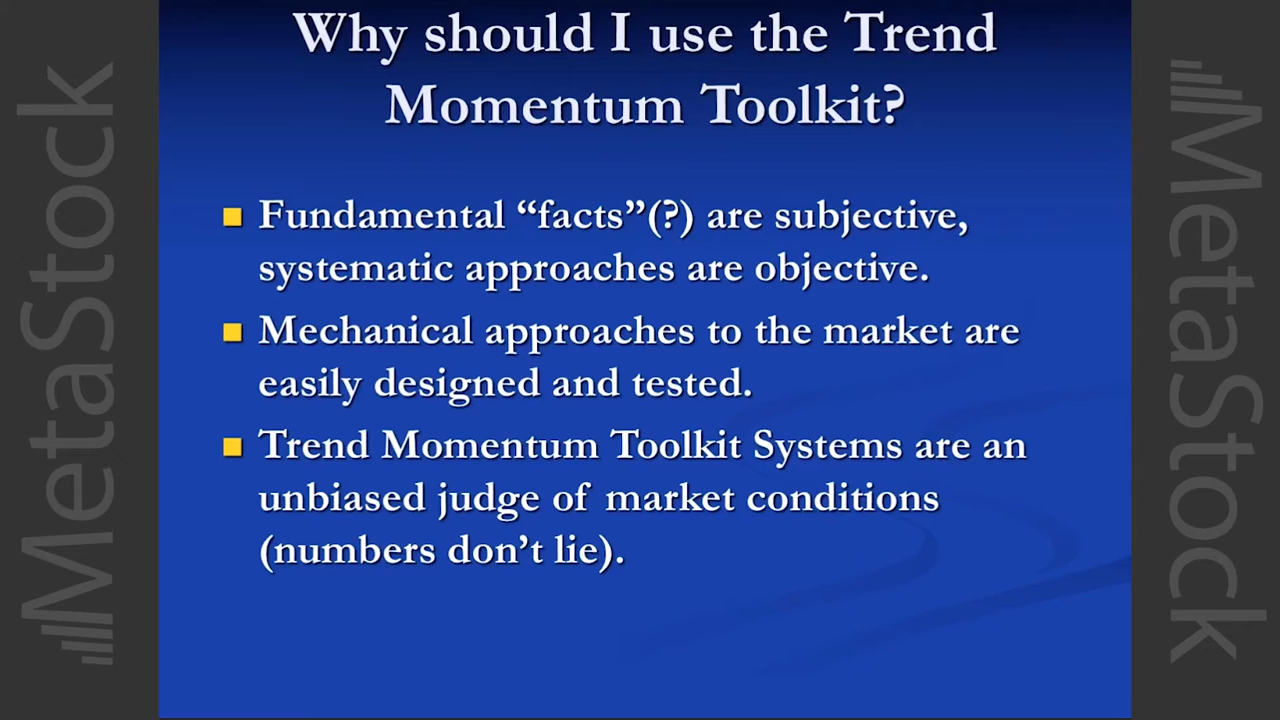 Why should I use the Trend
Momentum Toolkit?
Fundamental “facts”(?) are subjective,
systematic approaches are objective.
Mechanical approaches to the market are
easily designed and tested.
Trend Momentum Toolkit Systems are an
unbiased judge of market conditions
(numbers don’t lie).
MetaStock
MetaStock